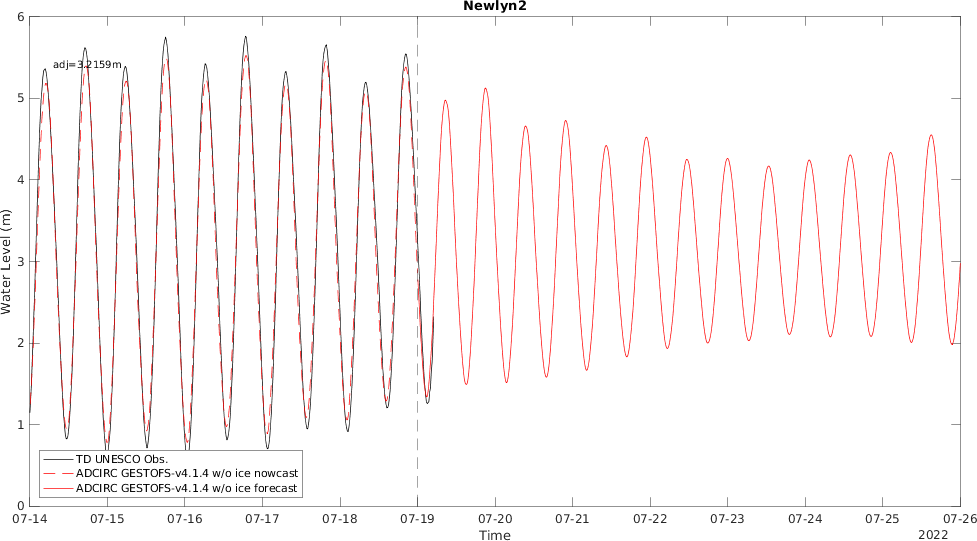 Newlyn2
6
adj=3.2159m
5
4
3
2
1
0
Water Level (m)
TD UNESCO Obs.
ADCIRC GESTOFS-v4.1.4 w/o ice nowcast
ADCIRC GESTOFS-v4.1.4 w/o ice forecast
07-14 07-15 07-16 07-17 07-18 07-19 07-20 07-21 07-22 07-23 07-24 07-25 07-26
Time
2022